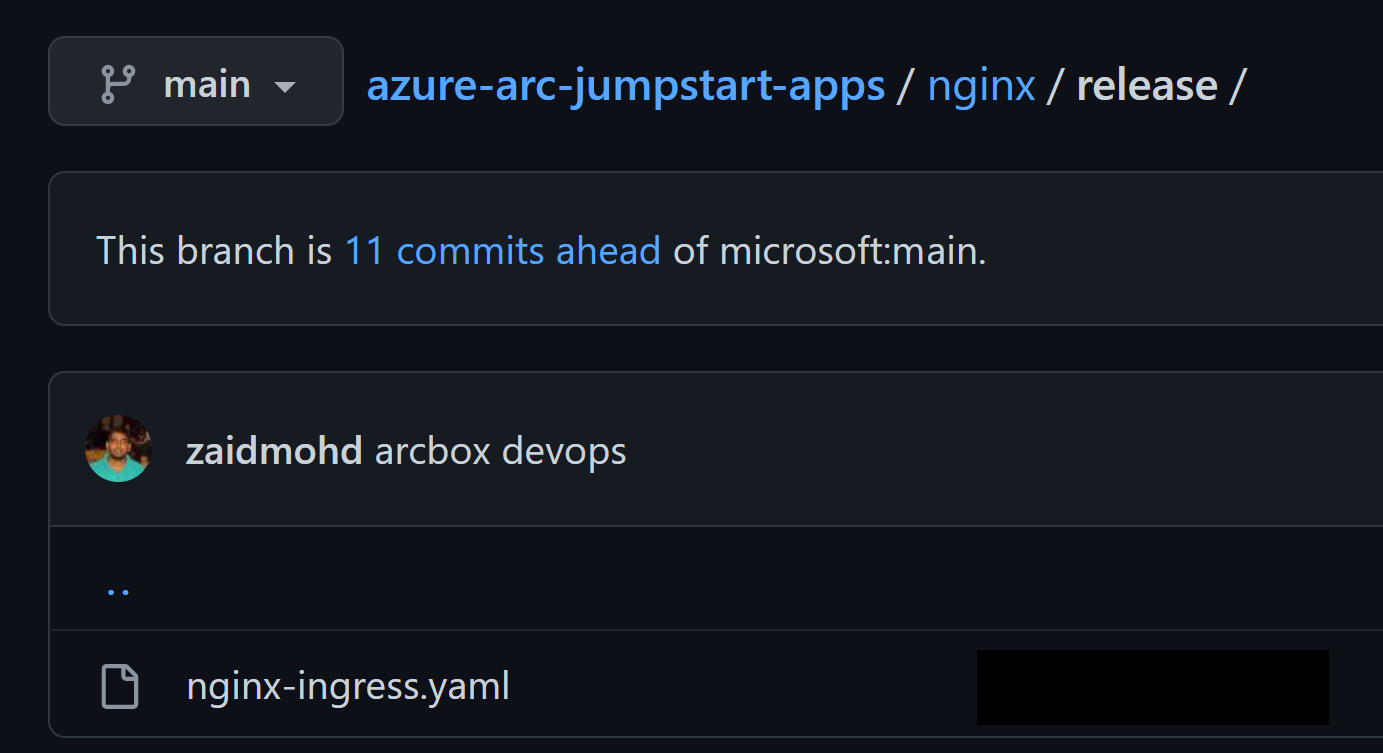 main azure-arc-jumpstart-apps / nginx / release /
This branch is 11 commits ahead of microsoft:main.
zaidmohd arcbox devops
..
nginx-ingress.yaml